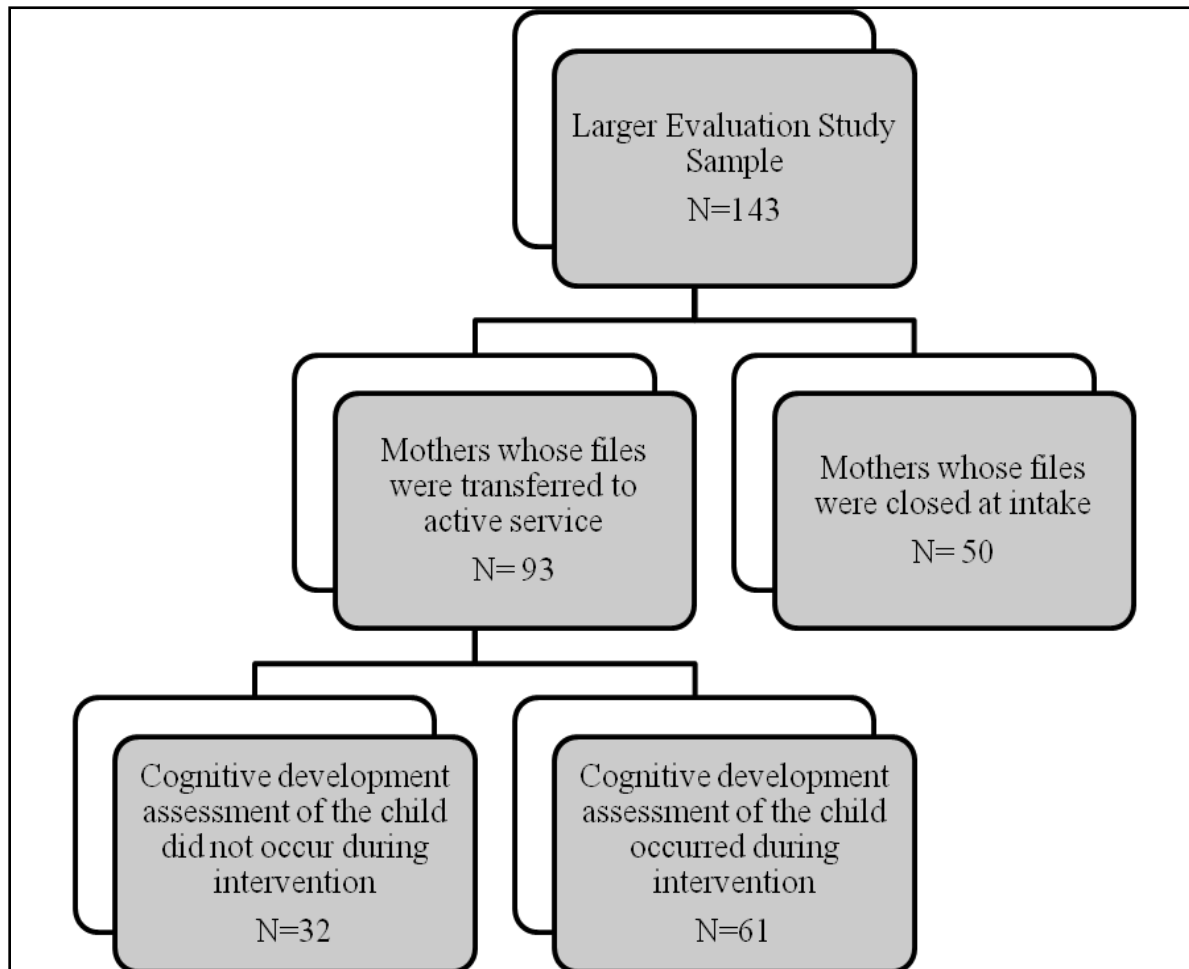 Larger Evaluation Study
Sample
N=143
Mothers whose files
were transferred to
active service
N= 93
Mothers whose files
were closed at intake
N= 50
Cognitive development
assessment of the child
did not occur during
intervention
N=32
Cognitive development
assessment of the child
occurred during
intervention
N=61